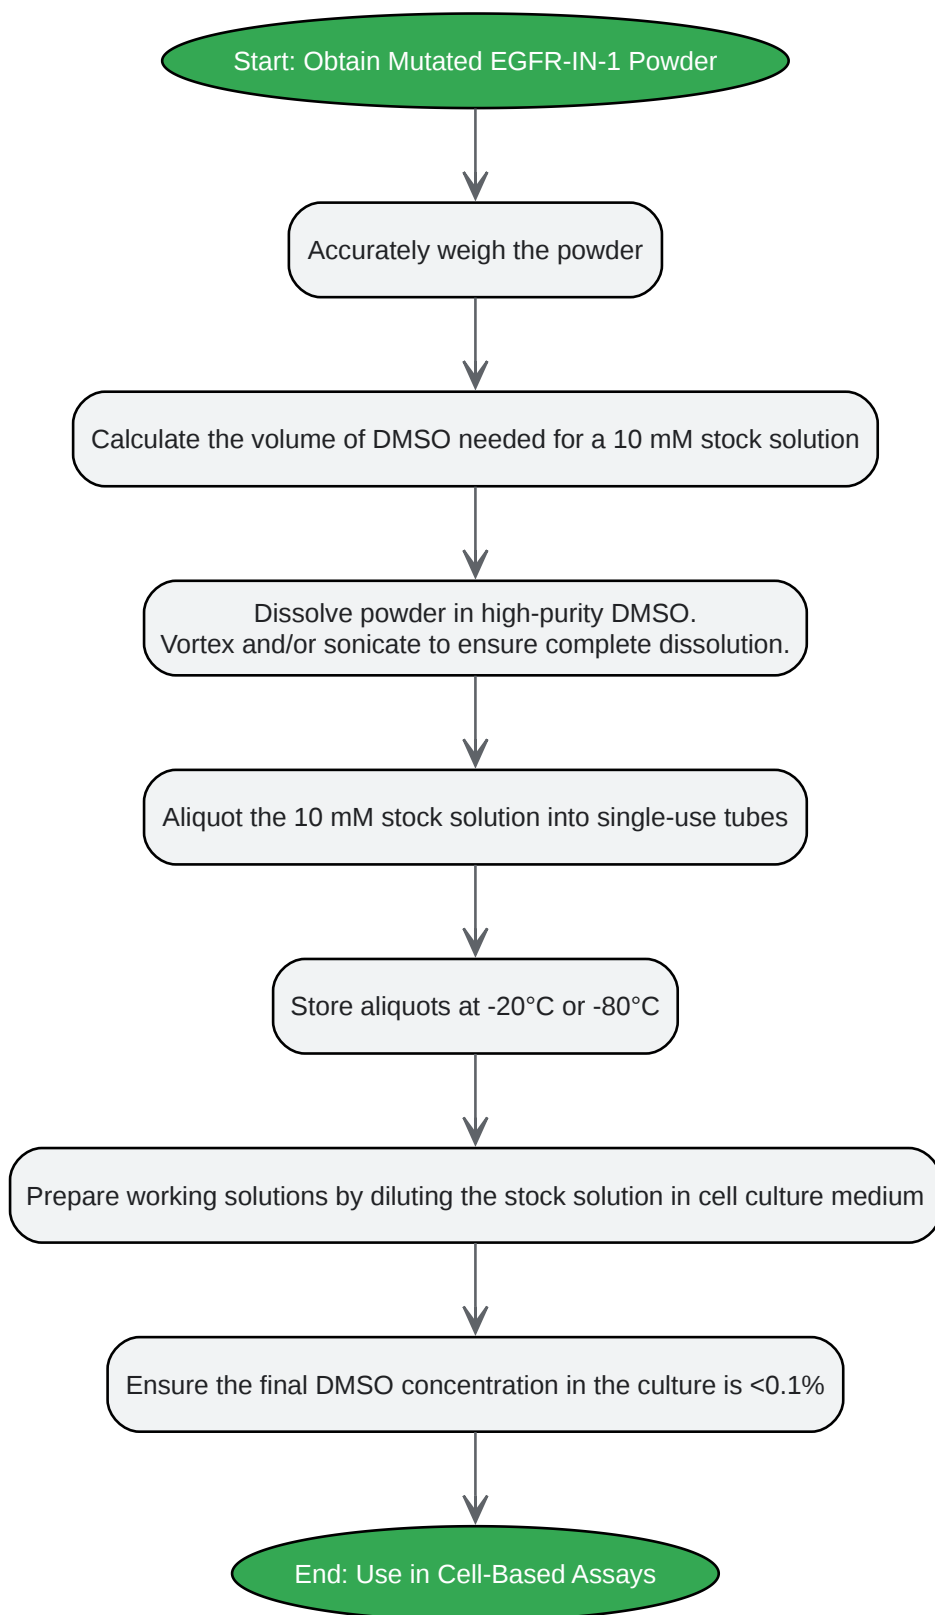 Start: Obtain Mutated EGFR-IN-1 Powder
Accurately weigh the powder
Calculate the volume of DMSO needed for a 10 mM stock solution
Dissolve powder in high-purity DMSO.
Vortex and/or sonicate to ensure complete dissolution.
Aliquot the 10 mM stock solution into single-use tubes
Store aliquots at -20°C or -80°C
Prepare working solutions by diluting the stock solution in cell culture medium
Ensure the final DMSO concentration in the culture is <0.1%
End: Use in Cell-Based Assays